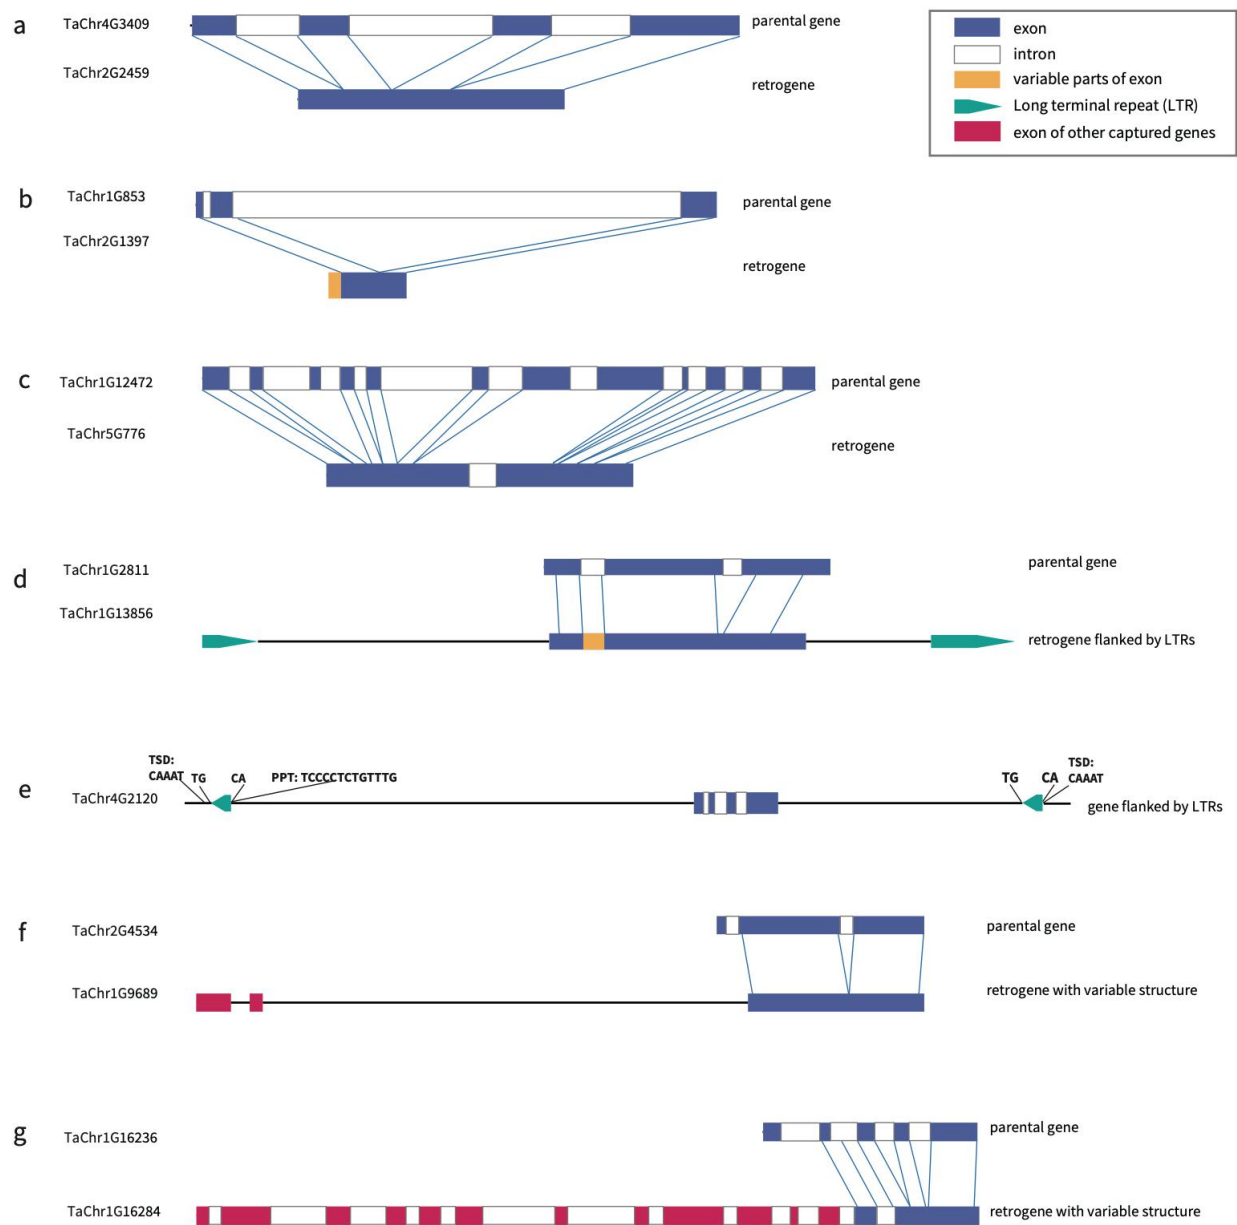 a
TaChr4G3409
parental gene
TaChr2G2459
retrogene
exon
intron
variable parts of exon
Long terminal repeat (LTR)
exon of other captured genes
b
TaChr1G853
parental gene
TaChr2G1397
retrogene
c
TaChr1G12472
parental gene
TaChr5G776
retrogene
d
TaChr1G2811
parental gene
TaChr1G13856
retrogene flanked by LTRs
e
TaChr4G2120
TSD:
CAAAT
TG
CA
PPT: TCCCCTCTGTTTG
TG
CA
TSD:
CAAAT
gene flanked by LTRs
f
TaChr2G4534
parental gene
TaChr1G9689
retrogene with variable structure
g
TaChr1G16236
parental gene
TaChr1G16284
retrogene with variable structure